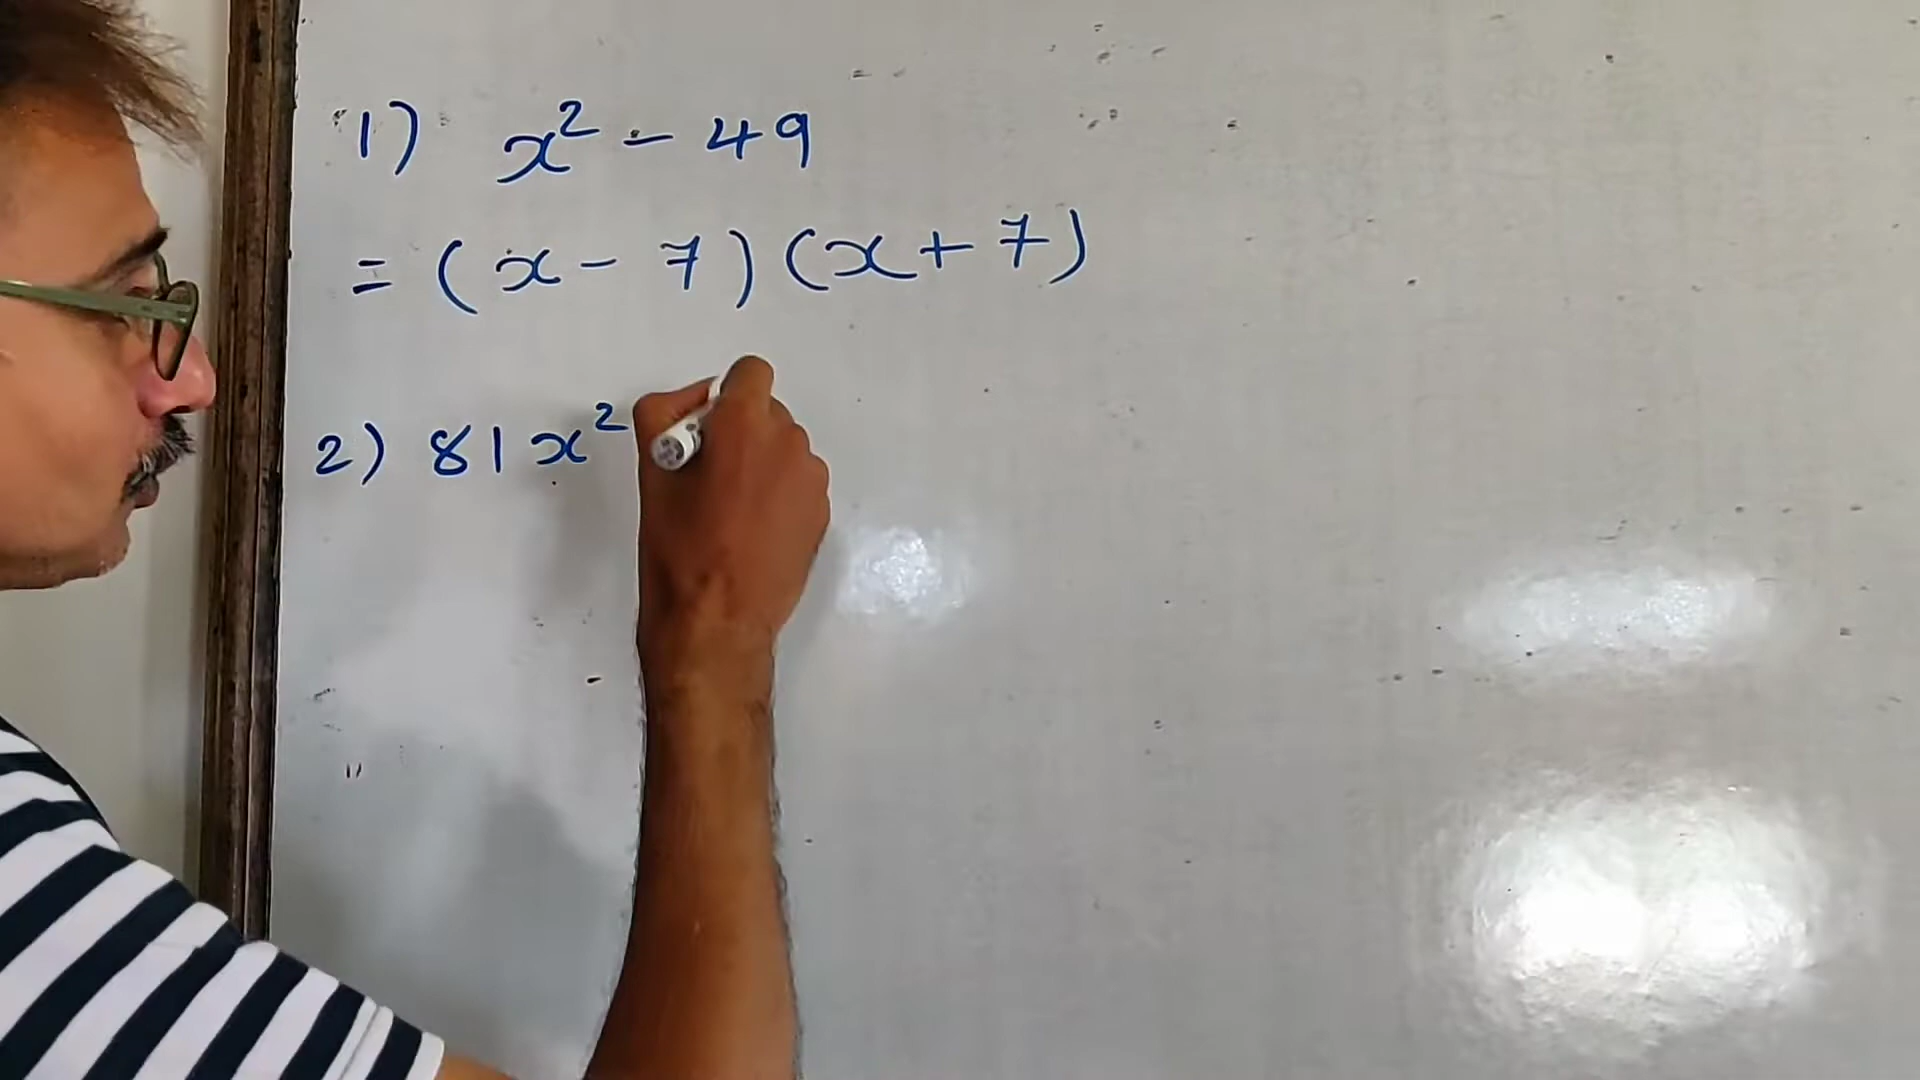 1) x² - 49
= (x - 7)(x + 7)
2) 81x²